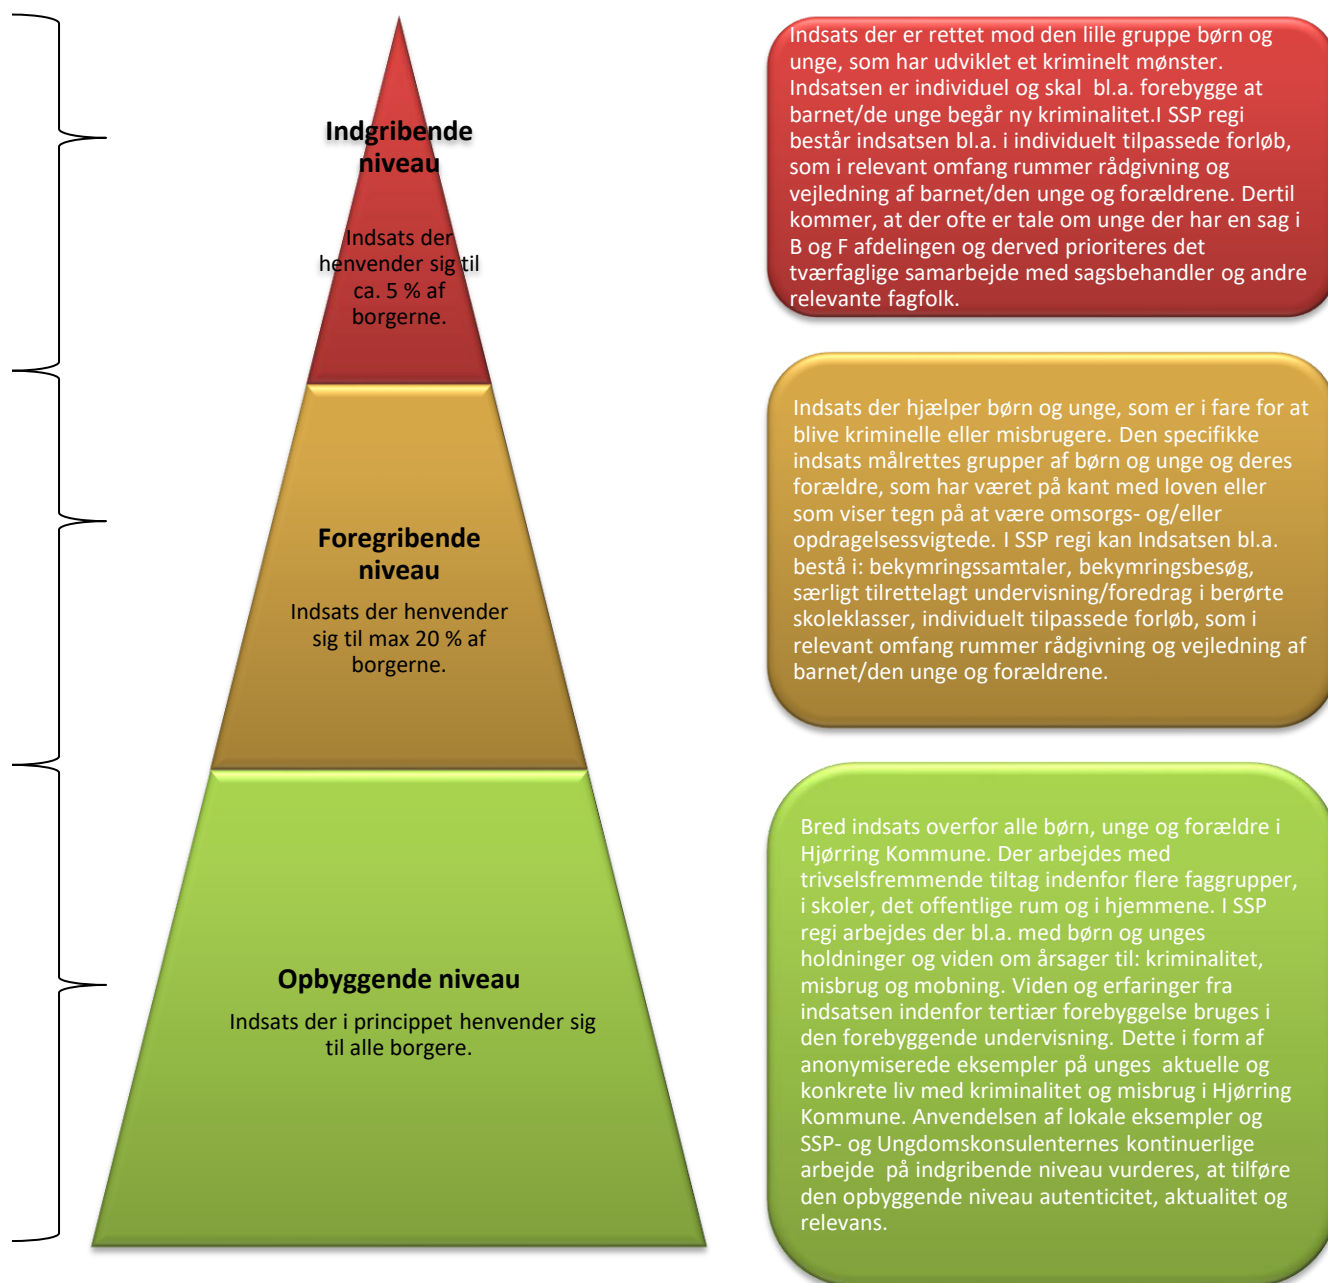 Indgribende
niveau
Indsats der
henvender sig til
ca. 5 % af
borgerne.
Indsats der er rettet mod den lille gruppe børn og
unge, som har udviklet et kriminelt mønster.
Indsatsen er individuel og skal  bl.a. forebygge at
barnet/de unge begår ny kriminalitet.I SSP regi
består indsatsen bl.a. i individuelt tilpassede forløb,
som i relevant omfang rummer rådgivning og
vejledning af barnet/den unge og forældrene. Dertil
kommer, at der ofte er tale om unge der har en sag i
B og F afdelingen og derved prioriteres det
tværfaglige samarbejde med sagsbehandler og andre
relevante fagfolk.
Foregribende
niveau
Indsats der henvender
sig til max 20 % af
borgerne.
Indsats der hjælper børn og unge, som er i fare for at
blive kriminelle eller misbrugere. Den specifikke
indsats målrettes grupper af børn og unge og deres
forældre, som har været på kant med loven eller
som viser tegn på at være omsorgs- og/eller
opdragelsessvigtede. I SSP regi kan Indsatsen bl.a.
bestå i: bekymringssamtaler, bekymringsbesøg,
særligt tilrettelagt undervisning/foredrag i berørte
skoleklasser, individuelt tilpassede forløb, som i
relevant omfang rummer rådgivning og vejledning af
barnet/den unge og forældrene.
Opbyggende niveau
Indsats der i princippet henvender sig
til alle borgere.
Bred indsats overfor alle børn, unge og forældre i
Hjørring Kommune. Der arbejdes med
trivselsfremmende tiltag indenfor flere faggrupper,
i skoler, det offentlige rum og i hjemmene. I SSP
regi arbejdes der bl.a. med børn og unges
holdninger og viden om årsager til: kriminalitet,
misbrug og mobning. Viden og erfaringer fra
indsatsen indenfor tertiær forebyggelse bruges i
den forebyggende undervisning. Dette i form af
anonymiserede eksempler på unges  aktuelle og
konkrete liv med kriminalitet og misbrug i Hjørring
Kommune. Anvendelsen af lokale eksempler og
SSP- og Ungdomskonsulenternes kontinuerlige
arbejde  på indgribende niveau vurderes, at tilføre
den opbyggende niveau autenticitet, aktualitet og
relevans.